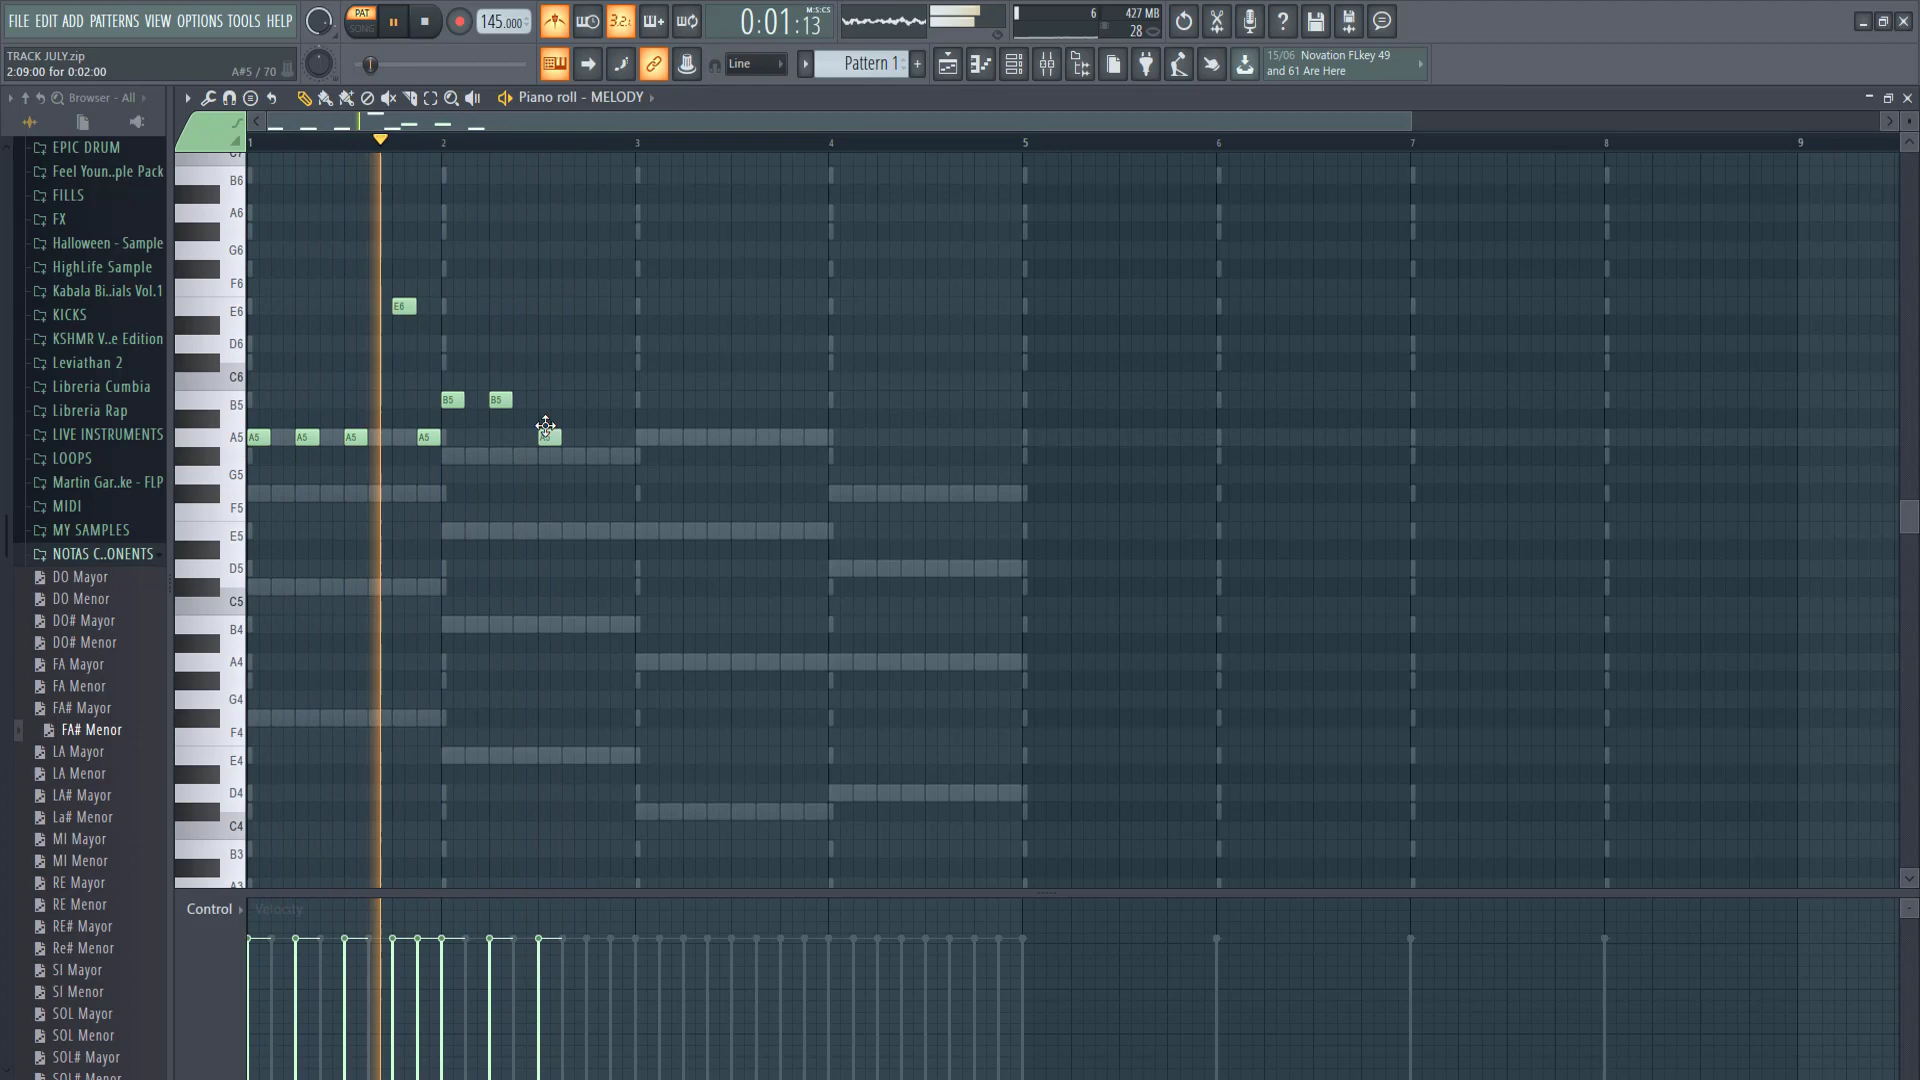 FILE EDIT ADD PATTERNS VIEW OPTIONS TOOLS HELP
PAT
SONG
145.000
3.2:
0:01:13
M:S:CS
6
427 MB
28
TRACK JULY.zip
2:09:00 for 0:02:00
A#5 / 70
Line
Pattern 1
+
15/06 Novation FLkey 49
and 61 Are Here
Browser - All
Piano roll - MELODY
1 2 3 4 5 6 7 8 9
EPIC DRUM
Feel Youn..ple Pack
FILLS
FX
Halloween - Sample
HighLife Sample
Kabala Bi..ials Vol.1
KICKS
KSHMR V..e Edition
Leviathan 2
Libreria Cumbia
Libreria Rap
LIVE INSTRUMENTS
LOOPS
Martin Gar..ke - FLP
MIDI
MY SAMPLES
NOTAS C..ONENTS
DO Mayor
DO Menor
DO# Mayor
DO# Menor
FA Mayor
FA Menor
FA# Mayor
FA# Menor
LA Mayor
LA Menor
LA# Mayor
La# Menor
MI Mayor
MI Menor
RE Mayor
RE Menor
RE# Mayor
Re# Menor
SI Mayor
SI Menor
SOL Mayor
SOL Menor
SOL# Mayor
SOL# Menor
C7
B6
A6
G6
F6
E6
D6
C6
B5
A5
G5
F5
E5
D5
C5
B4
A4
G4
F4
E4
D4
C4
B3
A3
E6
B5 B5
A5 A5 A5 A5
Control
Velocity